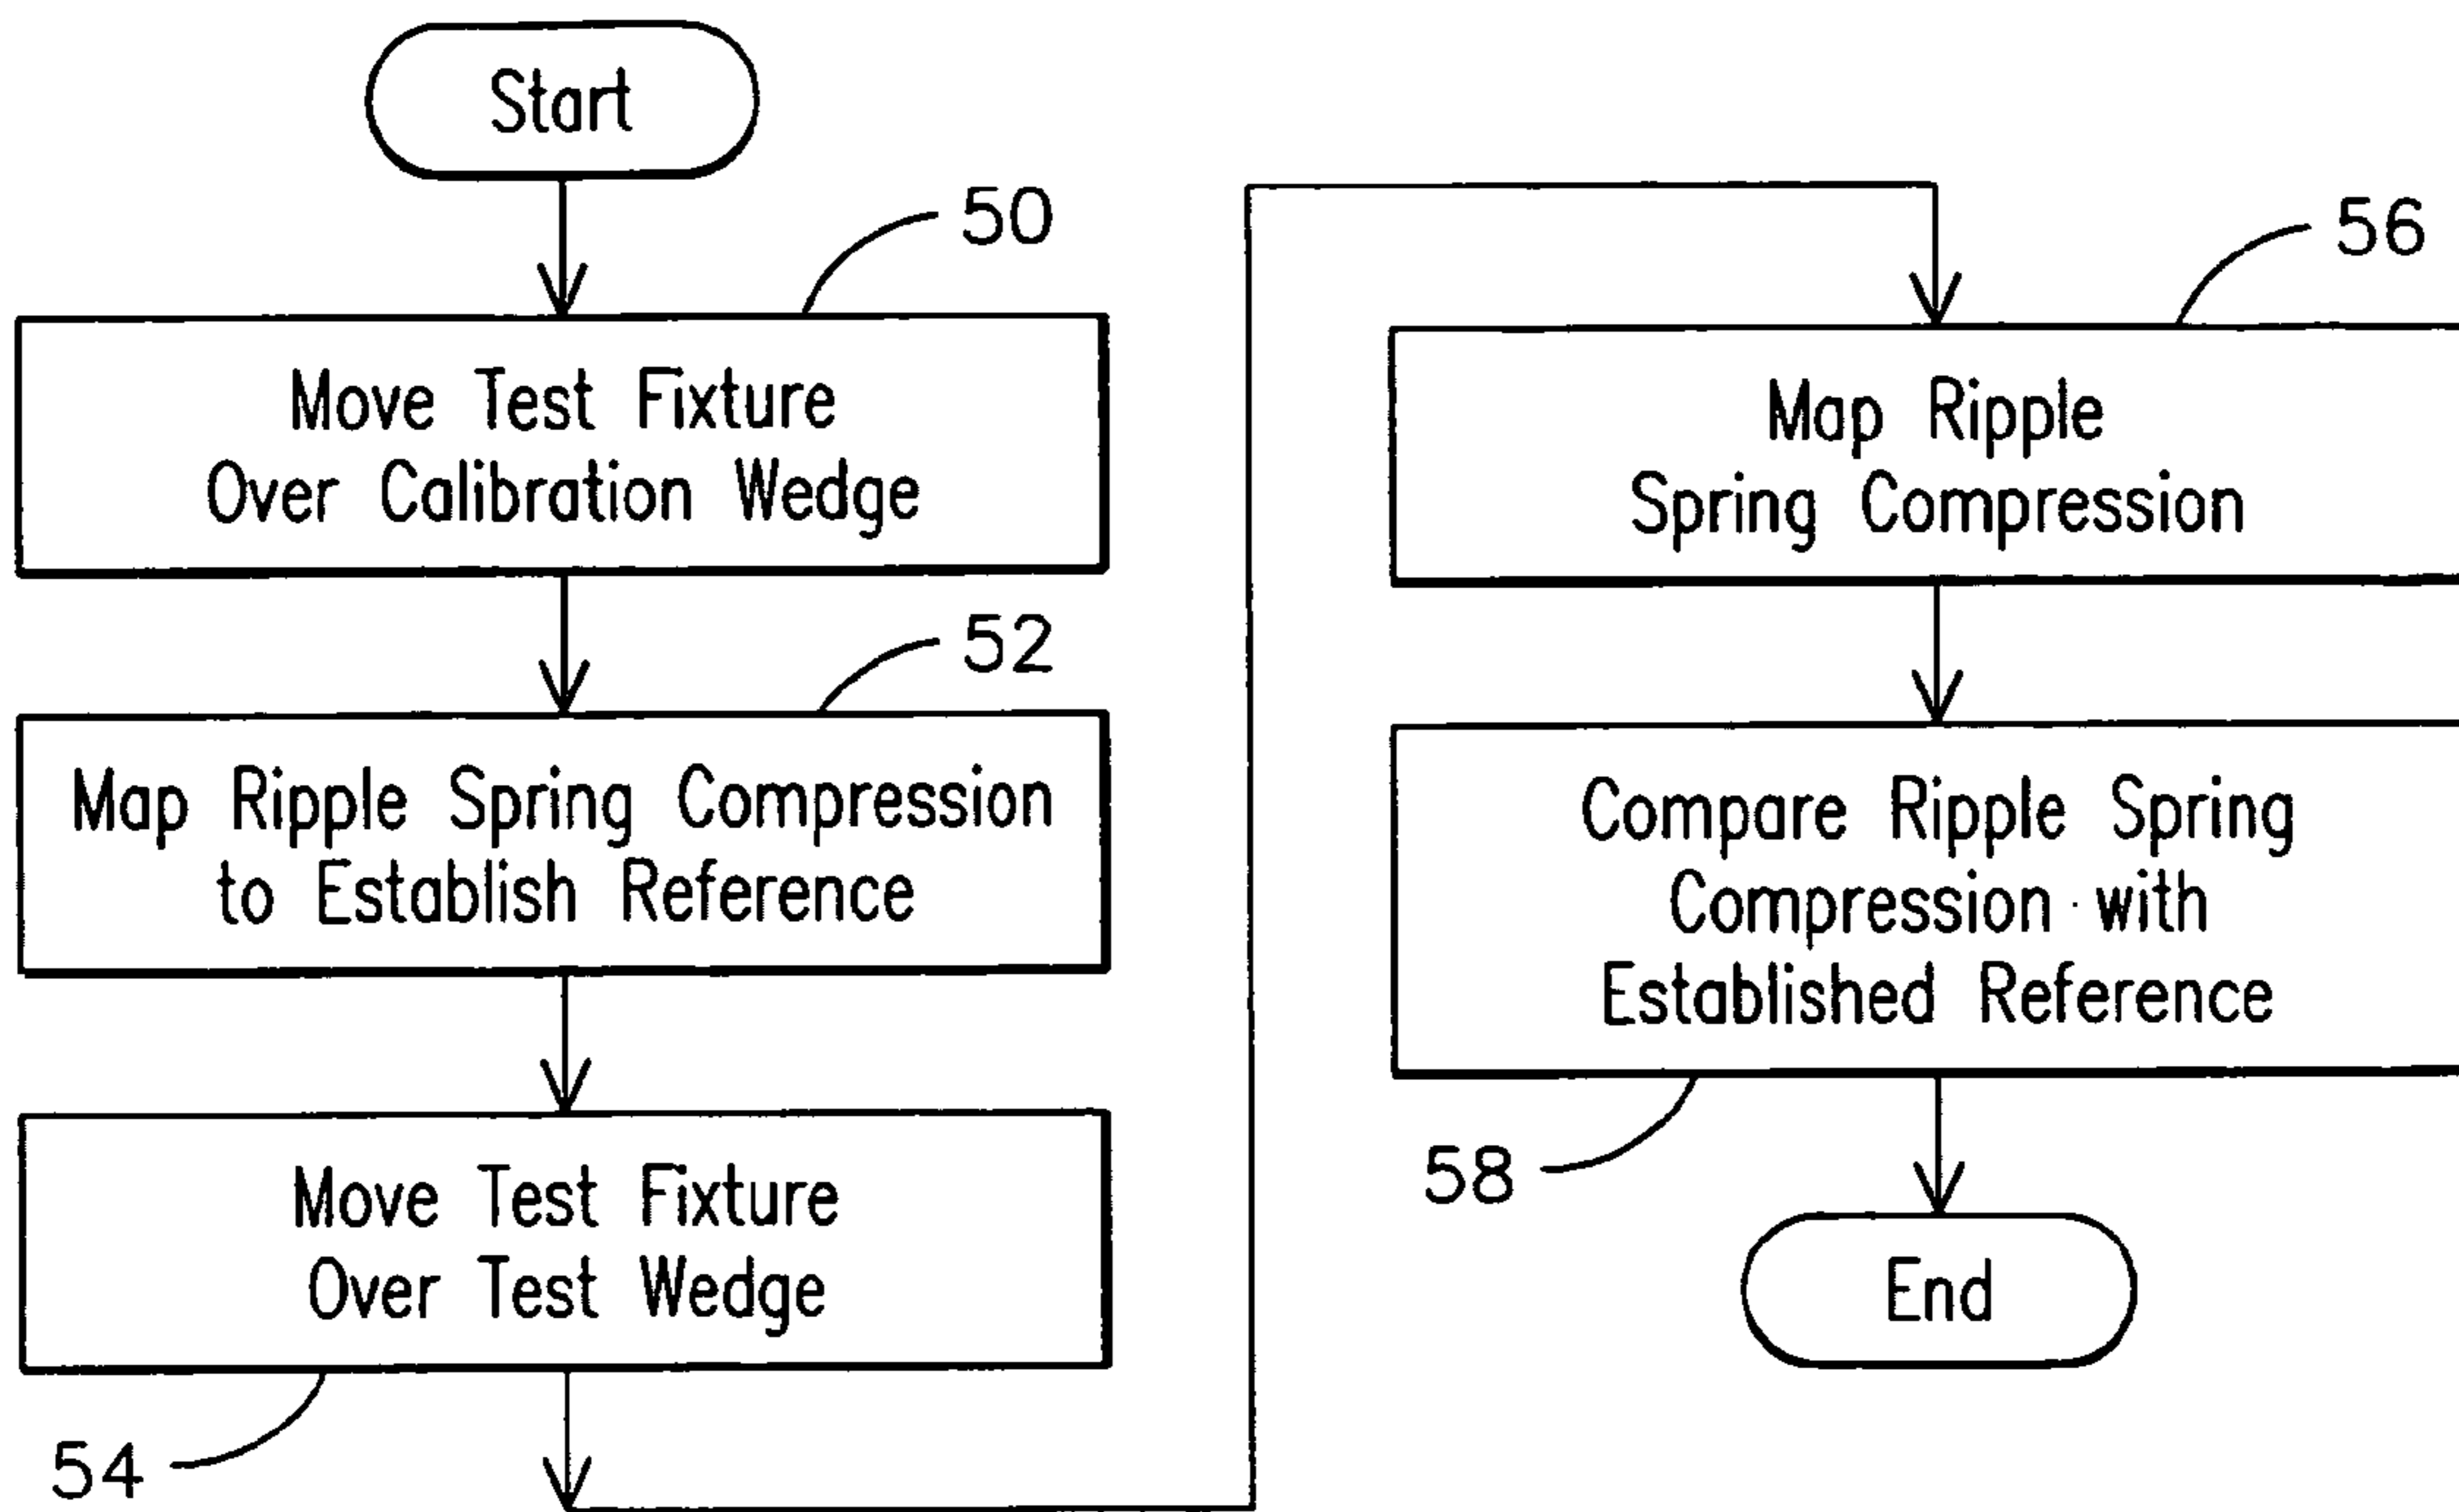 Start
50
Move Test Fixture
Over Calibration Wedge
52
Map Ripple Spring Compression
to Establish Reference
Move Test Fixture
Over Test Wedge
54
56
Map Ripple
Spring Compression
Compare Ripple Spring
Compression with
Established Reference
58
End